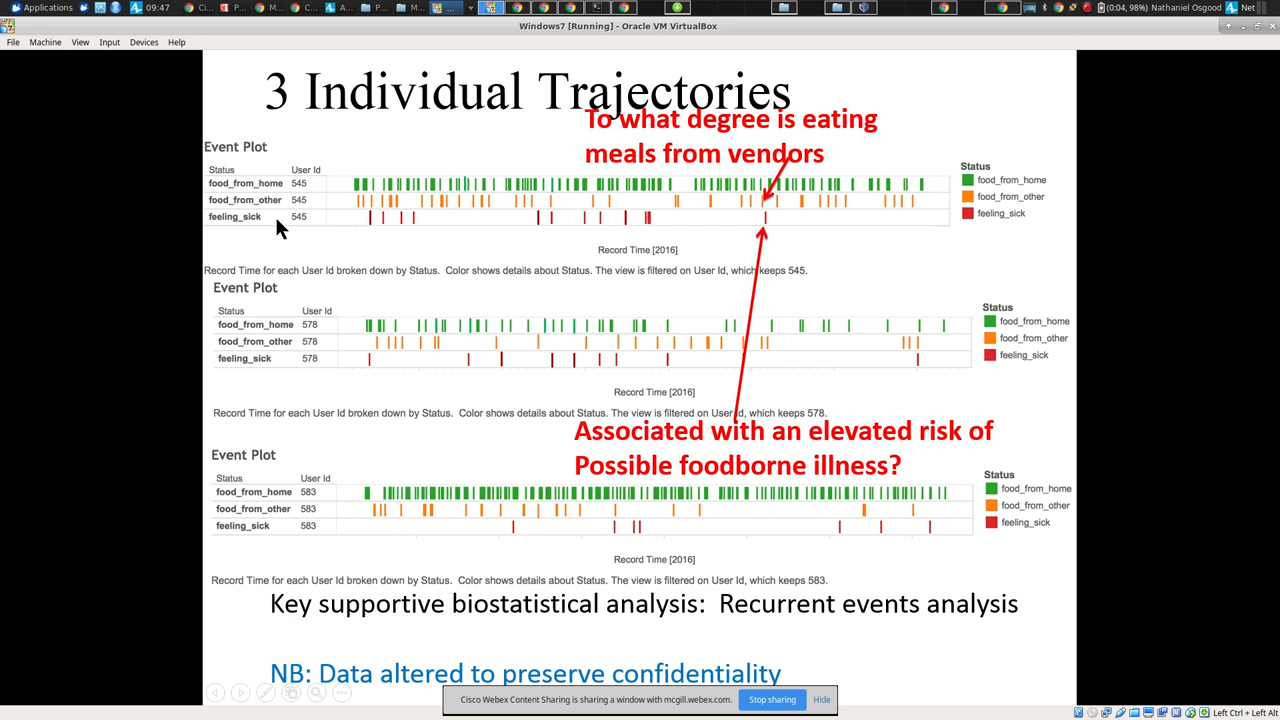 Applications 09:47 Ci... P... M... C... A... P... M... (0:04, 98%) Nathaniel Osgood Net
Windows7 [Running] - Oracle VM VirtualBox
File Machine View Input Devices Help
3 Individual Trajectories
To what degree is eating
meals from vendors
Event Plot
Status User Id
food_from_home 545
food_from_other 545
feeling_sick 545
Status
food_from_home
food_from_other
feeling_sick
Record Time [2016]
Record Time for each User Id broken down by Status. Color shows details about Status. The view is filtered on User Id, which keeps 545.
Event Plot
Status User Id
food_from_home 578
food_from_other 578
feeling_sick 578
Status
food_from_home
food_from_other
feeling_sick
Record Time [2016]
Record Time for each User Id broken down by Status. Color shows details about Status. The view is filtered on User Id, which keeps 578.
Associated with an elevated risk of
Possible foodborne illness?
Event Plot
Status User Id
food_from_home 583
food_from_other 583
feeling_sick 583
Status
food_from_home
food_from_other
feeling_sick
Record Time [2016]
Record Time for each User Id broken down by Status. Color shows details about Status. The view is filtered on User Id, which keeps 583.
Key supportive biostatistical analysis: Recurrent events analysis
NB: Data altered to preserve confidentiality
Cisco Webex Content Sharing is sharing a window with mcgill.webex.com. Stop sharing Hide
Left Ctrl + Left Alt